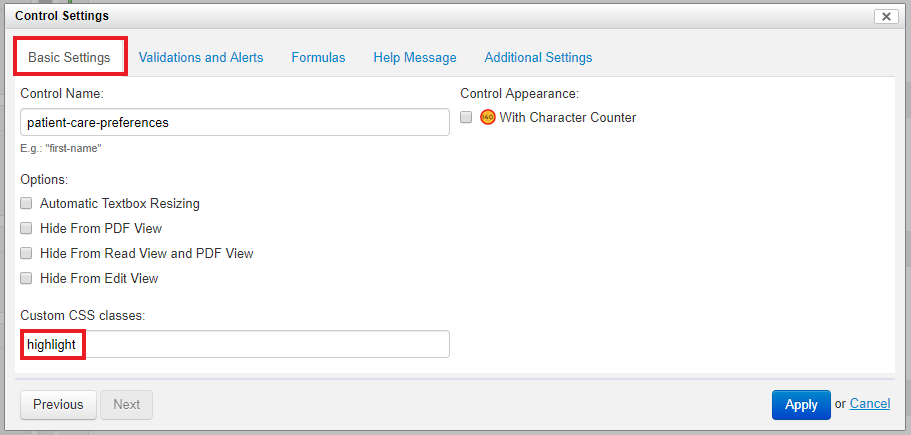 Control Settings
Basic Settings Validations and Alerts Formulas Help Message Additional Settings
Control Name:
patient-care-preferences
E.g.: "first-name"
Control Appearance:
140 With Character Counter
Options:
Automatic Textbox Resizing
Hide From PDF View
Hide From Read View and PDF View
Hide From Edit View
Custom CSS classes:
highlight
Previous Next Apply or Cancel